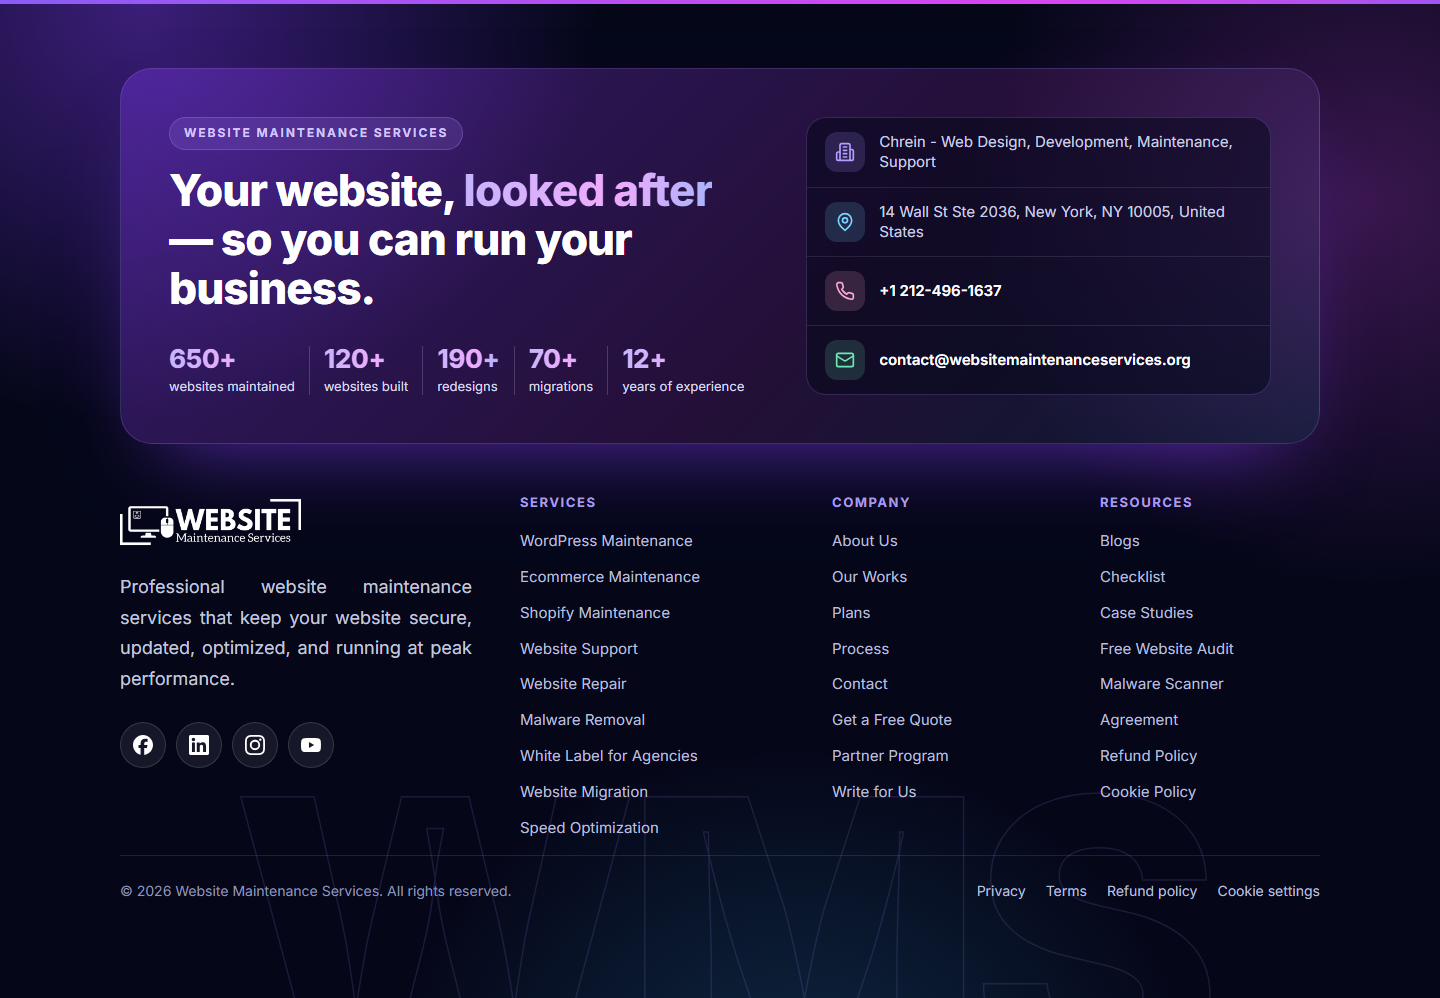 WEBSITE MAINTENANCE SERVICES
Your website, looked after
— so you can run your
business.
650+
websites maintained
120+
websites built
190+
redesigns
70+
migrations
12+
years of experience
Chrein - Web Design, Development, Maintenance,
Support
14 Wall St Ste 2036, New York, NY 10005, United
States
+1 212-496-1637
contact@websitemaintenanceservices.org
WEBSITE
Maintenance Services
Professional website maintenance
services that keep your website secure,
updated, optimized, and running at peak
performance.
SERVICES
WordPress Maintenance
Ecommerce Maintenance
Shopify Maintenance
Website Support
Website Repair
Malware Removal
White Label for Agencies
Website Migration
Speed Optimization
COMPANY
About Us
Our Works
Plans
Process
Contact
Get a Free Quote
Partner Program
Write for Us
RESOURCES
Blogs
Checklist
Case Studies
Free Website Audit
Malware Scanner
Agreement
Refund Policy
Cookie Policy
WMS
© 2026 Website Maintenance Services. All rights reserved.
Privacy Terms Refund policy Cookie settings